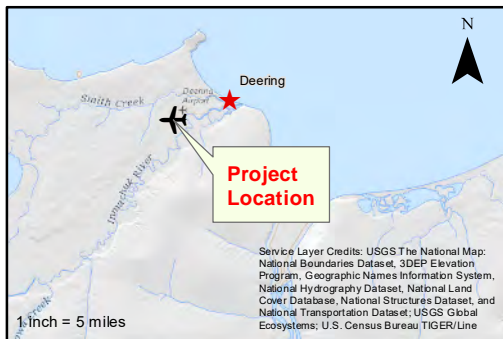 N
Deering
Deering
Airport
Smith Creek
Inmachuk River
Project
Location
Service Layer Credits: USGS The National Map:
National Boundaries Dataset, 3DEP Elevation
Program, Geographic Names Information System,
National Hydrography Dataset, National Land
Cover Database, National Structures Dataset, and
National Transportation Dataset; USGS Global
Ecosystems; U.S. Census Bureau TIGER/Line
1 inch = 5 miles